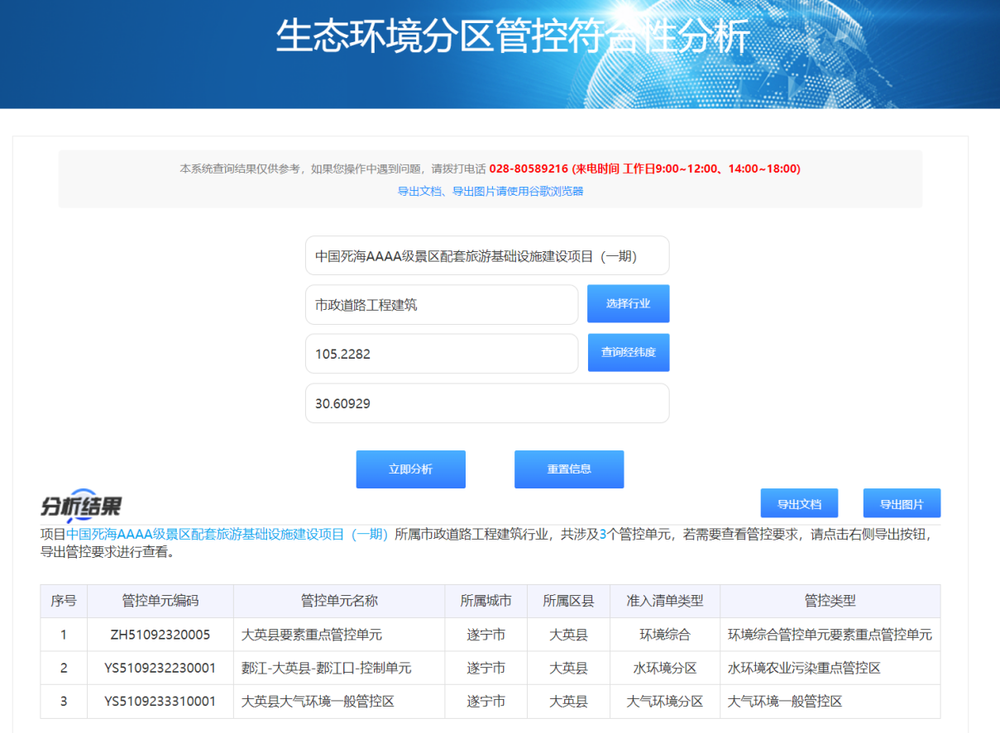 生态环境分区管控符合性分析
本系统查询结果仅供参考，如果您操作中遇到问题，请拨打电话 028-80589216 (来电时间 工作日9:00~12:00、14:00~18:00)
导出文档、导出图片请使用谷歌浏览器
中国死海AAAA级景区配套旅游基础设施建设项目（一期）
市政道路工程建筑 选择行业
105.2282 查询经纬度
30.60929
立即分析 重置信息
分析结果 导出文档 导出图片
项目中国死海AAAA级景区配套旅游基础设施建设项目（一期）所属市政道路工程建筑行业，共涉及3个管控单元，若需要查看管控要求，请点击右侧导出按钮，
导出管控要求进行查看。
序号 管控单元编码 管控单元名称 所属城市 所属区县 准入清单类型 管控类型
1 ZH51092320005 大英县要素重点管控单元 遂宁市 大英县 环境综合 环境综合管控单元要素重点管控单元
2 YS5109232230001 郪江-大英县-郪江口-控制单元 遂宁市 大英县 水环境分区 水环境农业污染重点管控区
3 YS5109233310001 大英县大气环境一般管控区 遂宁市 大英县 大气环境分区 大气环境一般管控区